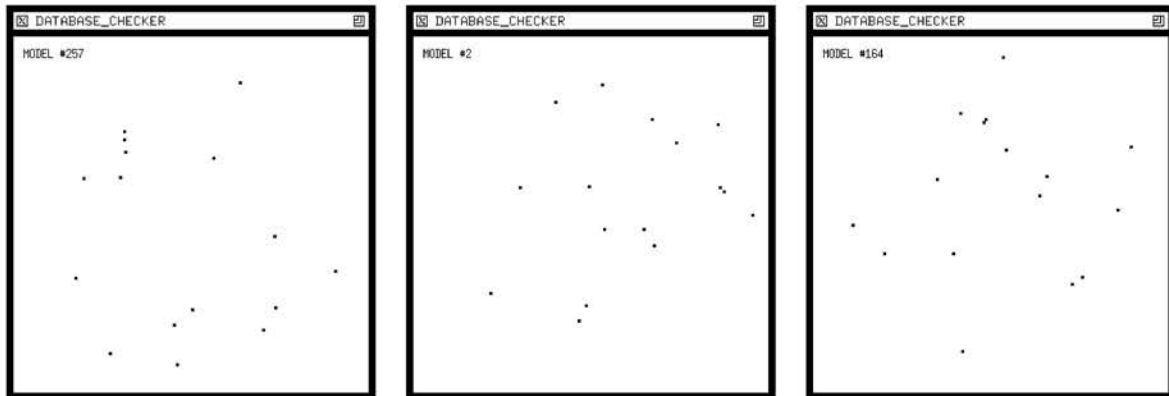 DATABASE_CHECKER
MODEL #257
DATABASE_CHECKER
MODEL #2
DATABASE_CHECKER
MODEL #164